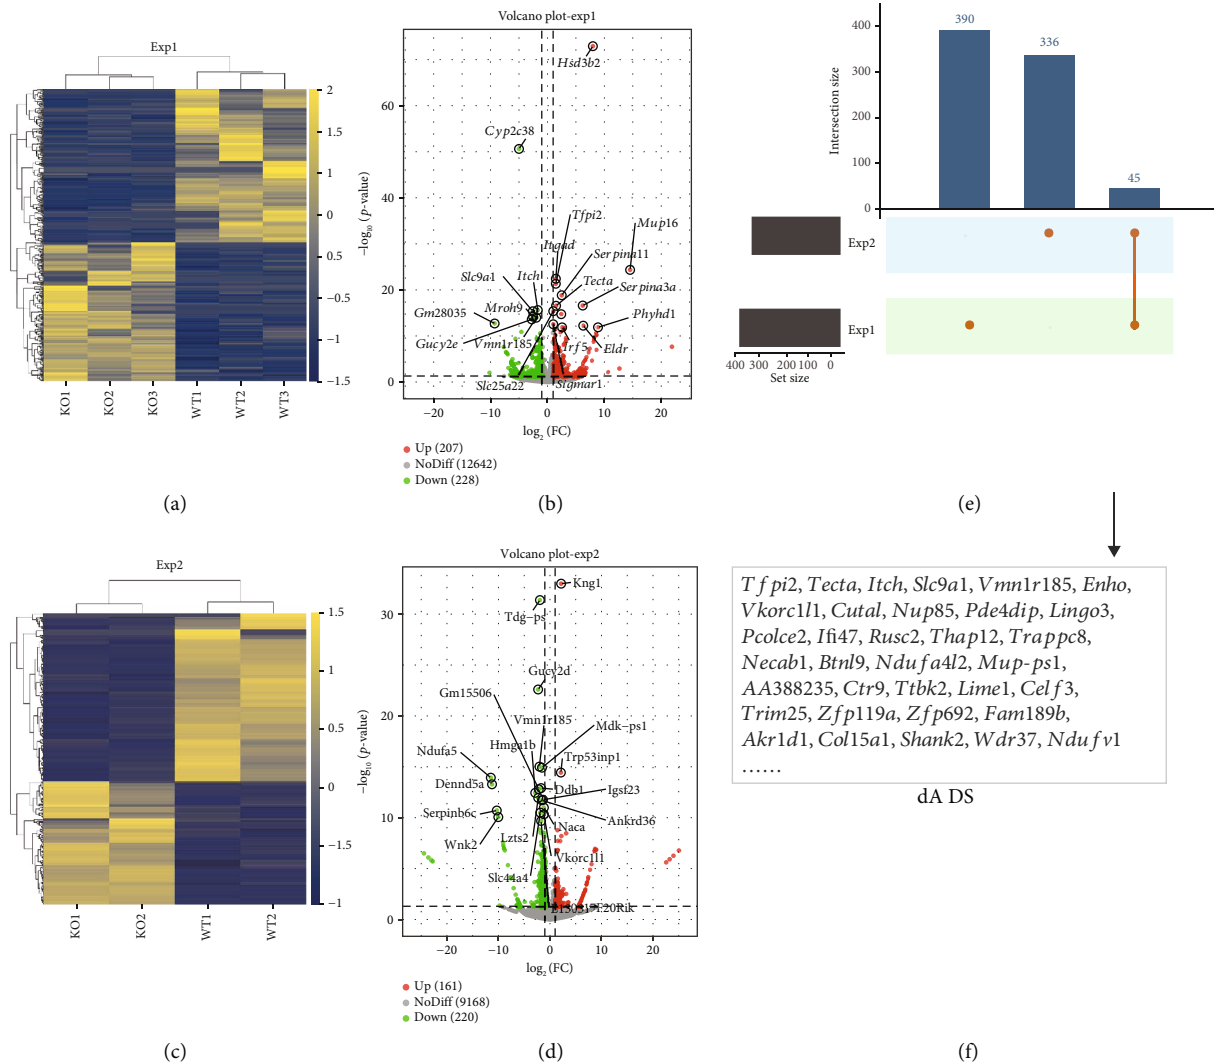 Exp1
2
1.5
1
0.5
0
−0.5
−1
−1.5
KO1
KO2
KO3
WT1
WT2
WT3
(a)
Volcano plot-exp1
−log10 (p-value)
60
40
20
0
Hsd3b2
Cyp2c38
Tfpi2
Mup16
Itgad
Serpina11
Itch
Slc9a1
Tecta
Serpina3a
Mroh9
Gm28035
Phyhd1
Gucy2e
Vmn1r185
Irf5
Eldr
Slc25a22
Sigmar1
−20
−10
0
10
20
log2 (FC)
Up (207)
NoDiff (12642)
Down (228)
(b)
Intersection size
400
300
200
100
0
390
336
45
Exp2
Exp1
400 300 200 100 0
Set size
(e)
Exp2
1.5
1
0.5
0
−0.5
−1
KO1
KO2
WT1
WT2
(c)
Volcano plot-exp2
−log10 (p-value)
30
20
10
0
Kng1
Tdg-ps
Gucy2d
Gm15506
Vmn1r185
Mdk-ps1
Hmga1b
Ndufa5
Trp53inp1
Dennd5a
Ddb1
Igsf23
Serpinb6c
Ankrd36
Naca
Wnk2
Lzts2
Vkorc1l1
Slc44a4
E130317F20Rik
−20
−10
0
10
20
log2 (FC)
Up (161)
NoDiff (9168)
Down (220)
(d)
Tfpi2, Tecta, Itch, Slc9a1, Vmn1r185, Enho,
Vkorc1l1, Cutal, Nup85, Pde4dip, Lingo3,
Pcolce2, Ifi47, Rusc2, Thap12, Trappc8,
Necab1, Btnl9, Ndufa4l2, Mup-ps1,
AA388235, Ctr9, Ttbk2, Lime1, Celf3,
Trim25, Zfp119a, Zfp692, Fam189b,
Akr1d1, Col15a1, Shank2, Wdr37, Ndufv1
......
dA DS
(f)